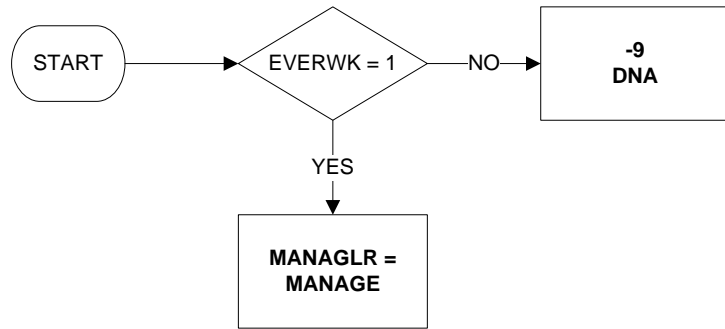 START
EVERWK = 1
NO
-9
DNA
YES
MANAGLR =
MANAGE